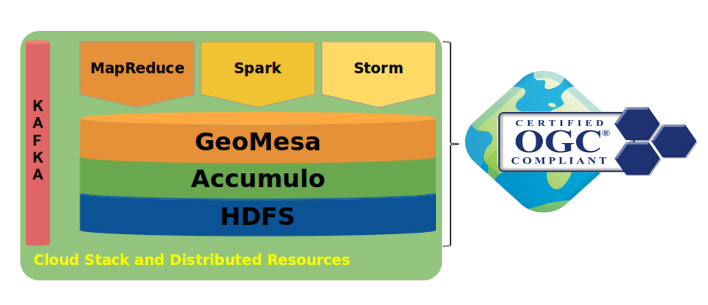 KAFKA
MapReduce
Spark
Storm
GeoMesa
Accumulo
HDFS
Cloud Stack and Distributed Resources
CERTIFIED
OGC®
COMPLIANT